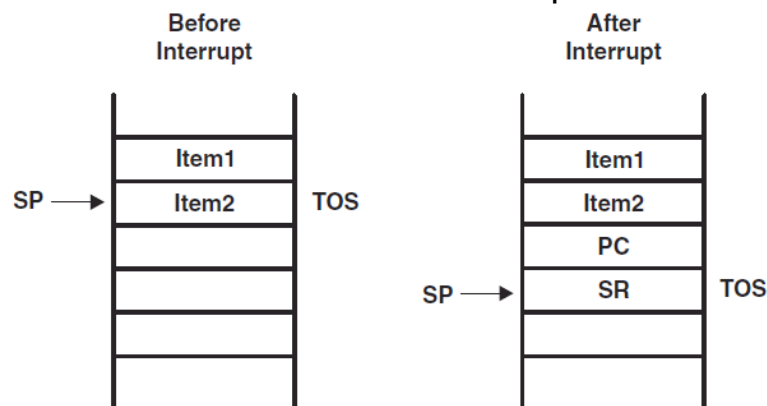 Before
Interrupt
After
Interrupt
Item1
Item1
SP
Item2
TOS
Item2
PC
SP
SR
TOS